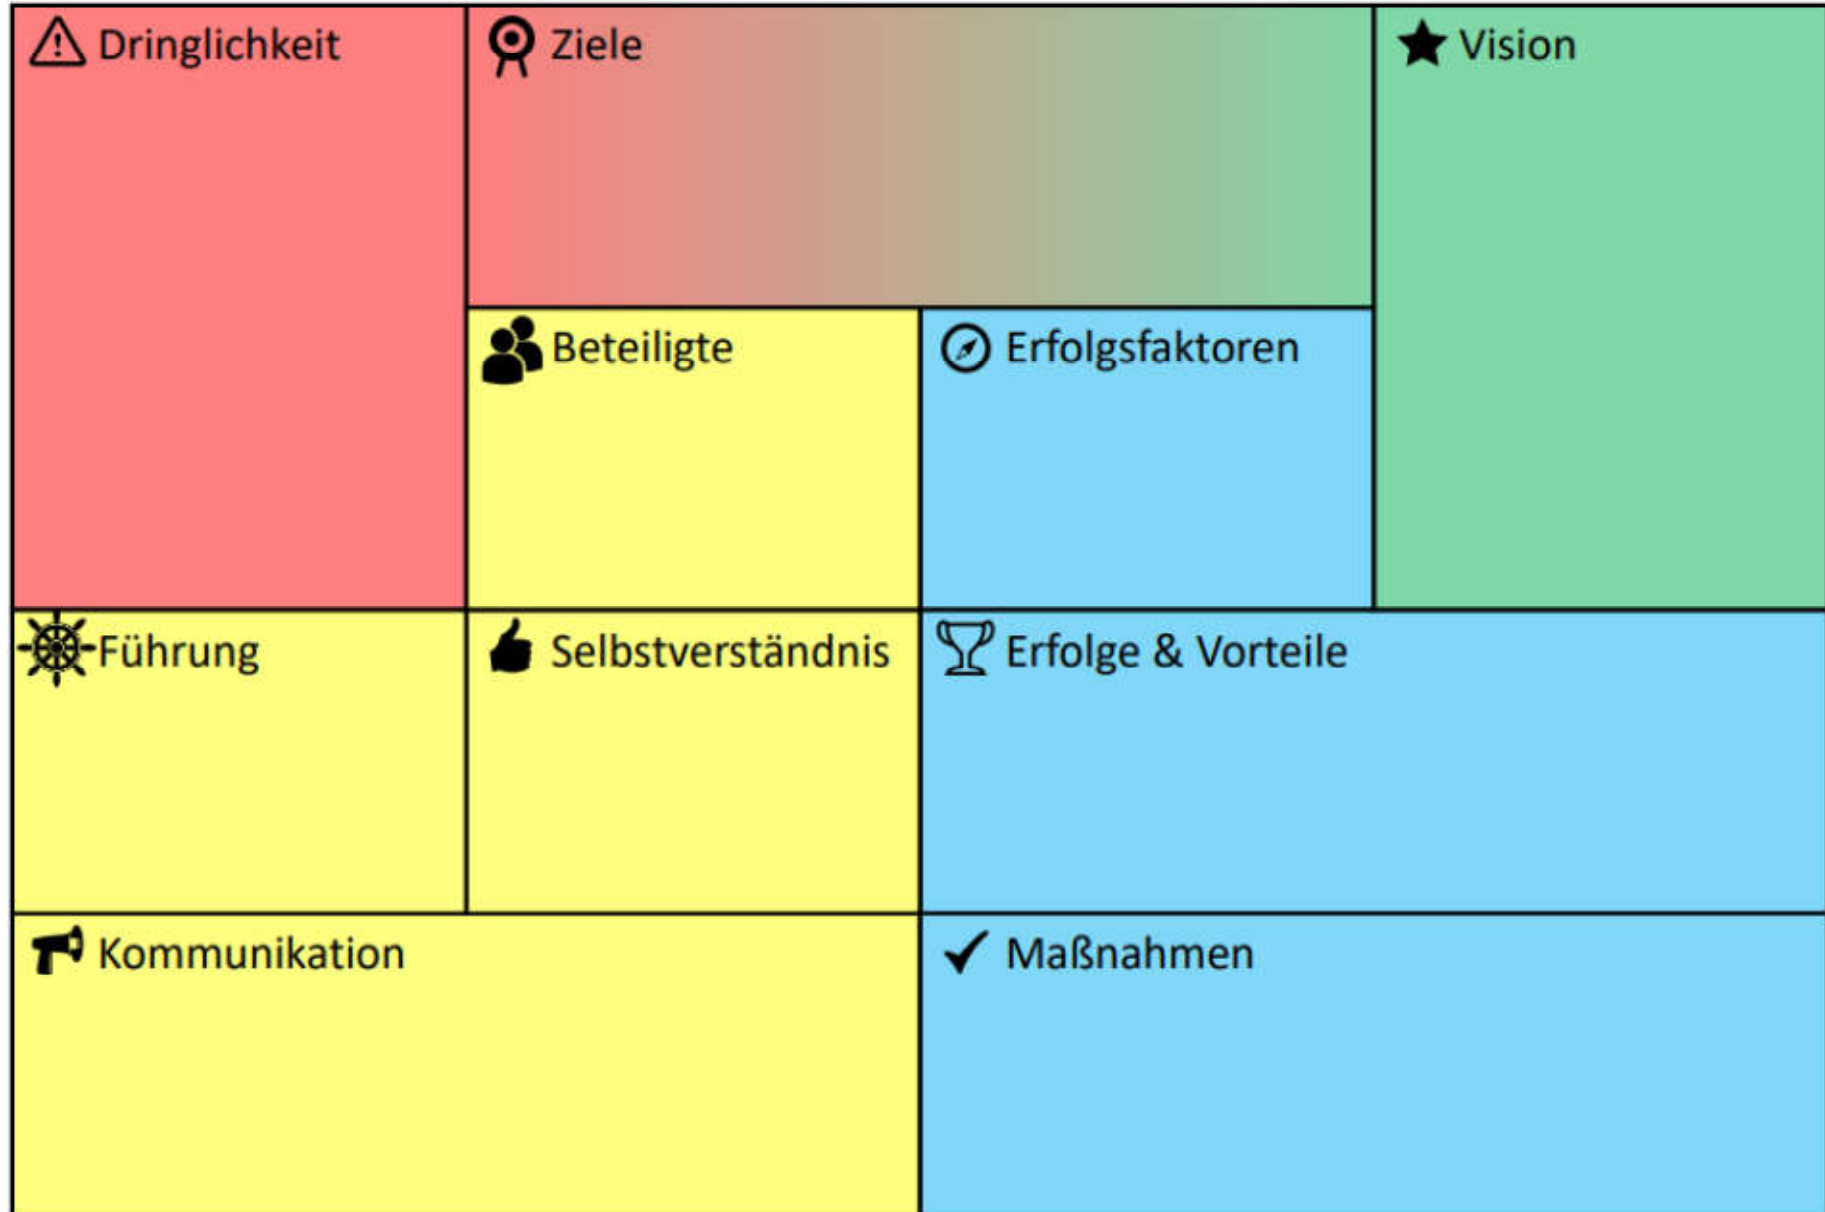 Dringlichkeit
Ziele
Vision
Beteiligte
Erfolgsfaktoren
Führung
Selbstverständnis
Erfolge & Vorteile
Kommunikation
Maßnahmen